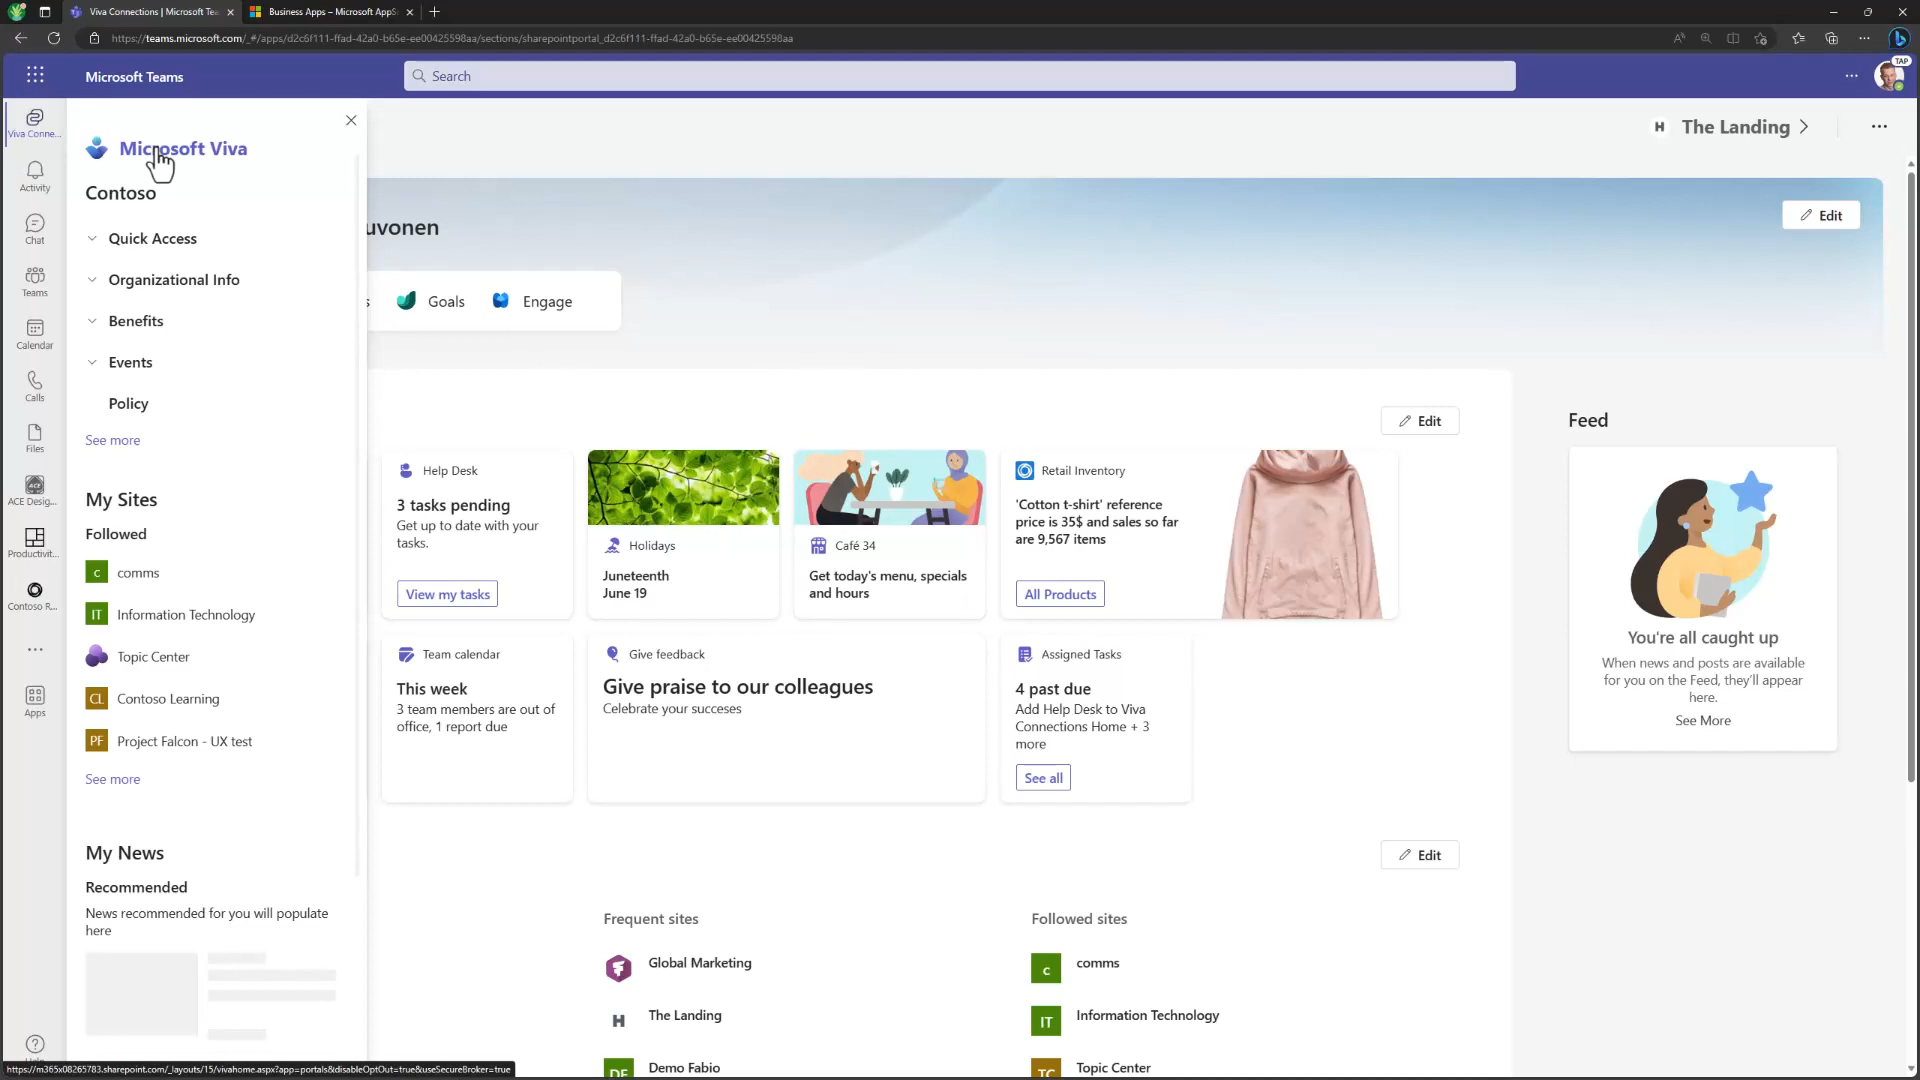 Viva Connections | Microsoft Tea
Business Apps – Microsoft AppS
https://teams.microsoft.com/_#/apps/d2c6f111-ffad-42a0-b65e-ee00425598aa/sections/sharepointportal_d2c6f111-ffad-42a0-b65e-ee00425598aa
Microsoft Teams
Search
TAP
Viva Conne...
Activity
Chat
Teams
Calendar
Calls
Files
ACE Desig...
Productivit...
Contoso R...
Apps
Help
Microsoft Viva
Contoso
Quick Access
Organizational Info
Benefits
Events
Policy
See more
My Sites
Followed
c comms
IT Information Technology
Topic Center
CL Contoso Learning
PF Project Falcon - UX test
See more
My News
Recommended
News recommended for you will populate
here
H The Landing
uvonen
Edit
s Goals Engage
Edit
Help Desk
3 tasks pending
Get up to date with your
tasks.
View my tasks
Holidays
Juneteenth
June 19
Café 34
Get today's menu, specials
and hours
Retail Inventory
'Cotton t-shirt' reference
price is 35$ and sales so far
are 9,567 items
All Products
Team calendar
This week
3 team members are out of
office, 1 report due
Give feedback
Give praise to our colleagues
Celebrate your succeses
Assigned Tasks
4 past due
Add Help Desk to Viva
Connections Home + 3
more
See all
Feed
You're all caught up
When news and posts are available
for you on the Feed, they'll appear
here.
See More
Edit
Frequent sites
Global Marketing
H The Landing
DF Demo Fabio
Followed sites
c comms
IT Information Technology
TC Topic Center
https://m365x08265783.sharepoint.com/_layouts/15/vivahome.aspx?app=portals&disableOptOut=true&useSecureBroker=true